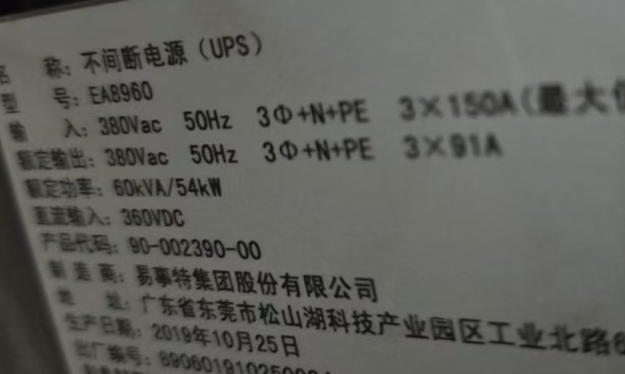 名 称：不间断电源（UPS）
型 号：EA8960
输 入：380Vac 50Hz 3Φ+N+PE 3×150A（最大
额定输出：380Vac 50Hz 3Φ+N+PE 3×91A
额定功率：60kVA/54kW
直流输入：360VDC
产品代码：90-002390-00
制 造 商：易事特集团股份有限公司
地 址：广东省东莞市松山湖科技产业园区工业北路6
生产日期：2019年10月25日
出厂编号：